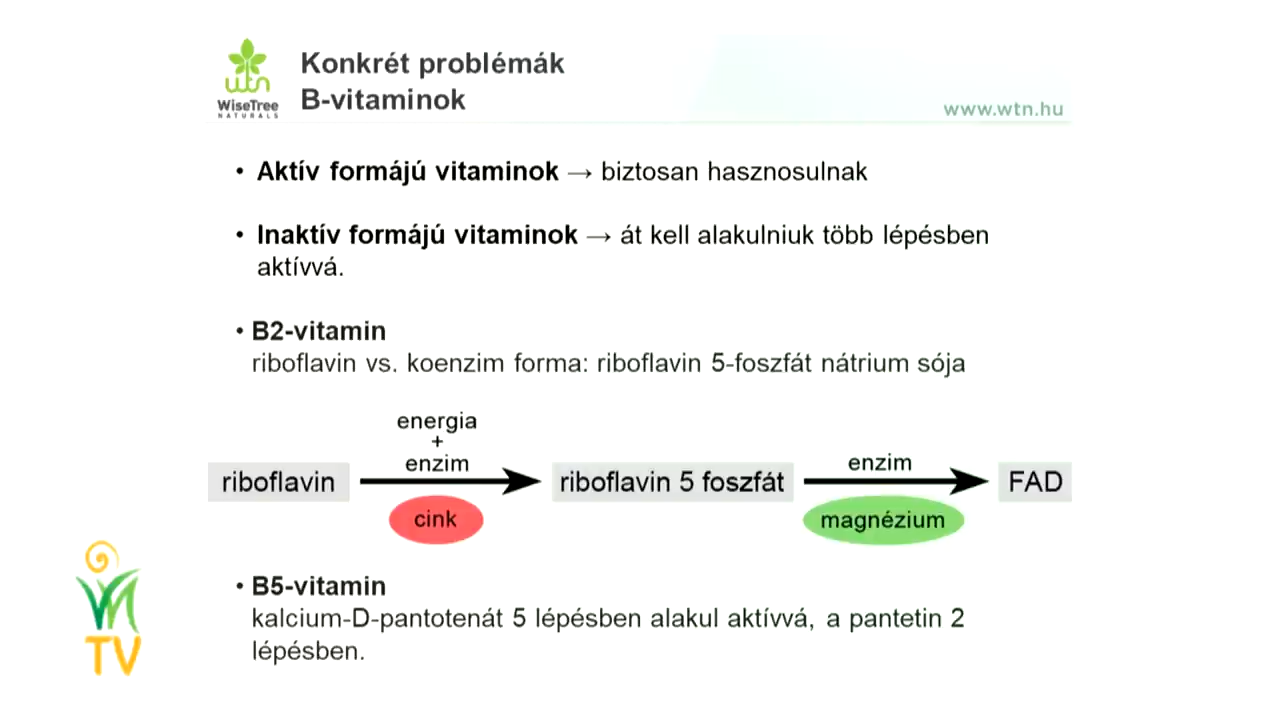 wtn
WiseTree
NATURALS
Konkrét problémák
B-vitaminok
www.wtn.hu
• Aktív formájú vitaminok → biztosan hasznosulnak
• Inaktív formájú vitaminok → át kell alakulniuk több lépésben
aktívvá.
• B2-vitamin
riboflavin vs. koenzim forma: riboflavin 5-foszfát nátrium sója
energia
+
enzim
riboflavin
cink
riboflavin 5 foszfát
enzim
magnézium
FAD
• B5-vitamin
kalcium-D-pantotenát 5 lépésben alakul aktívvá, a pantetin 2
lépésben.
TV